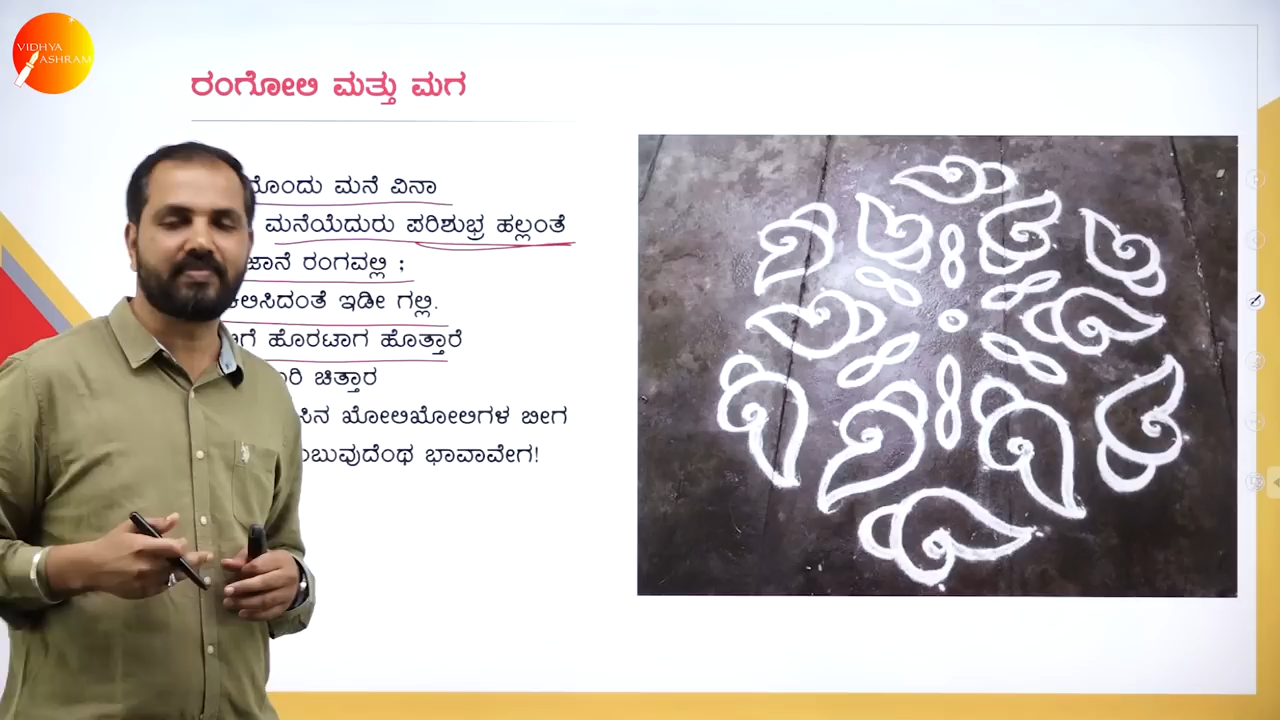 VIDHYA
ASHRAM
ರಂಗೋಲಿ ಮತ್ತು ಮಗ
ಮನೆ ವಿನಾ
ಮನೆಯೆದುರು ಪರಿಶುಭ್ರ ಹಲ್ಲಂತೆ
ರಂಗವಲ್ಲಿ ;
ಇಡೀ ಗಲ್ಲಿ.
ಹೊರಟಾಗ ಹೊತ್ತಾರೆ
ಚಿತ್ತಾರ
ಖೋಲಿಖೋಲಿಗಳ ಬೀಗ
ಭಾವಾವೇಗ!